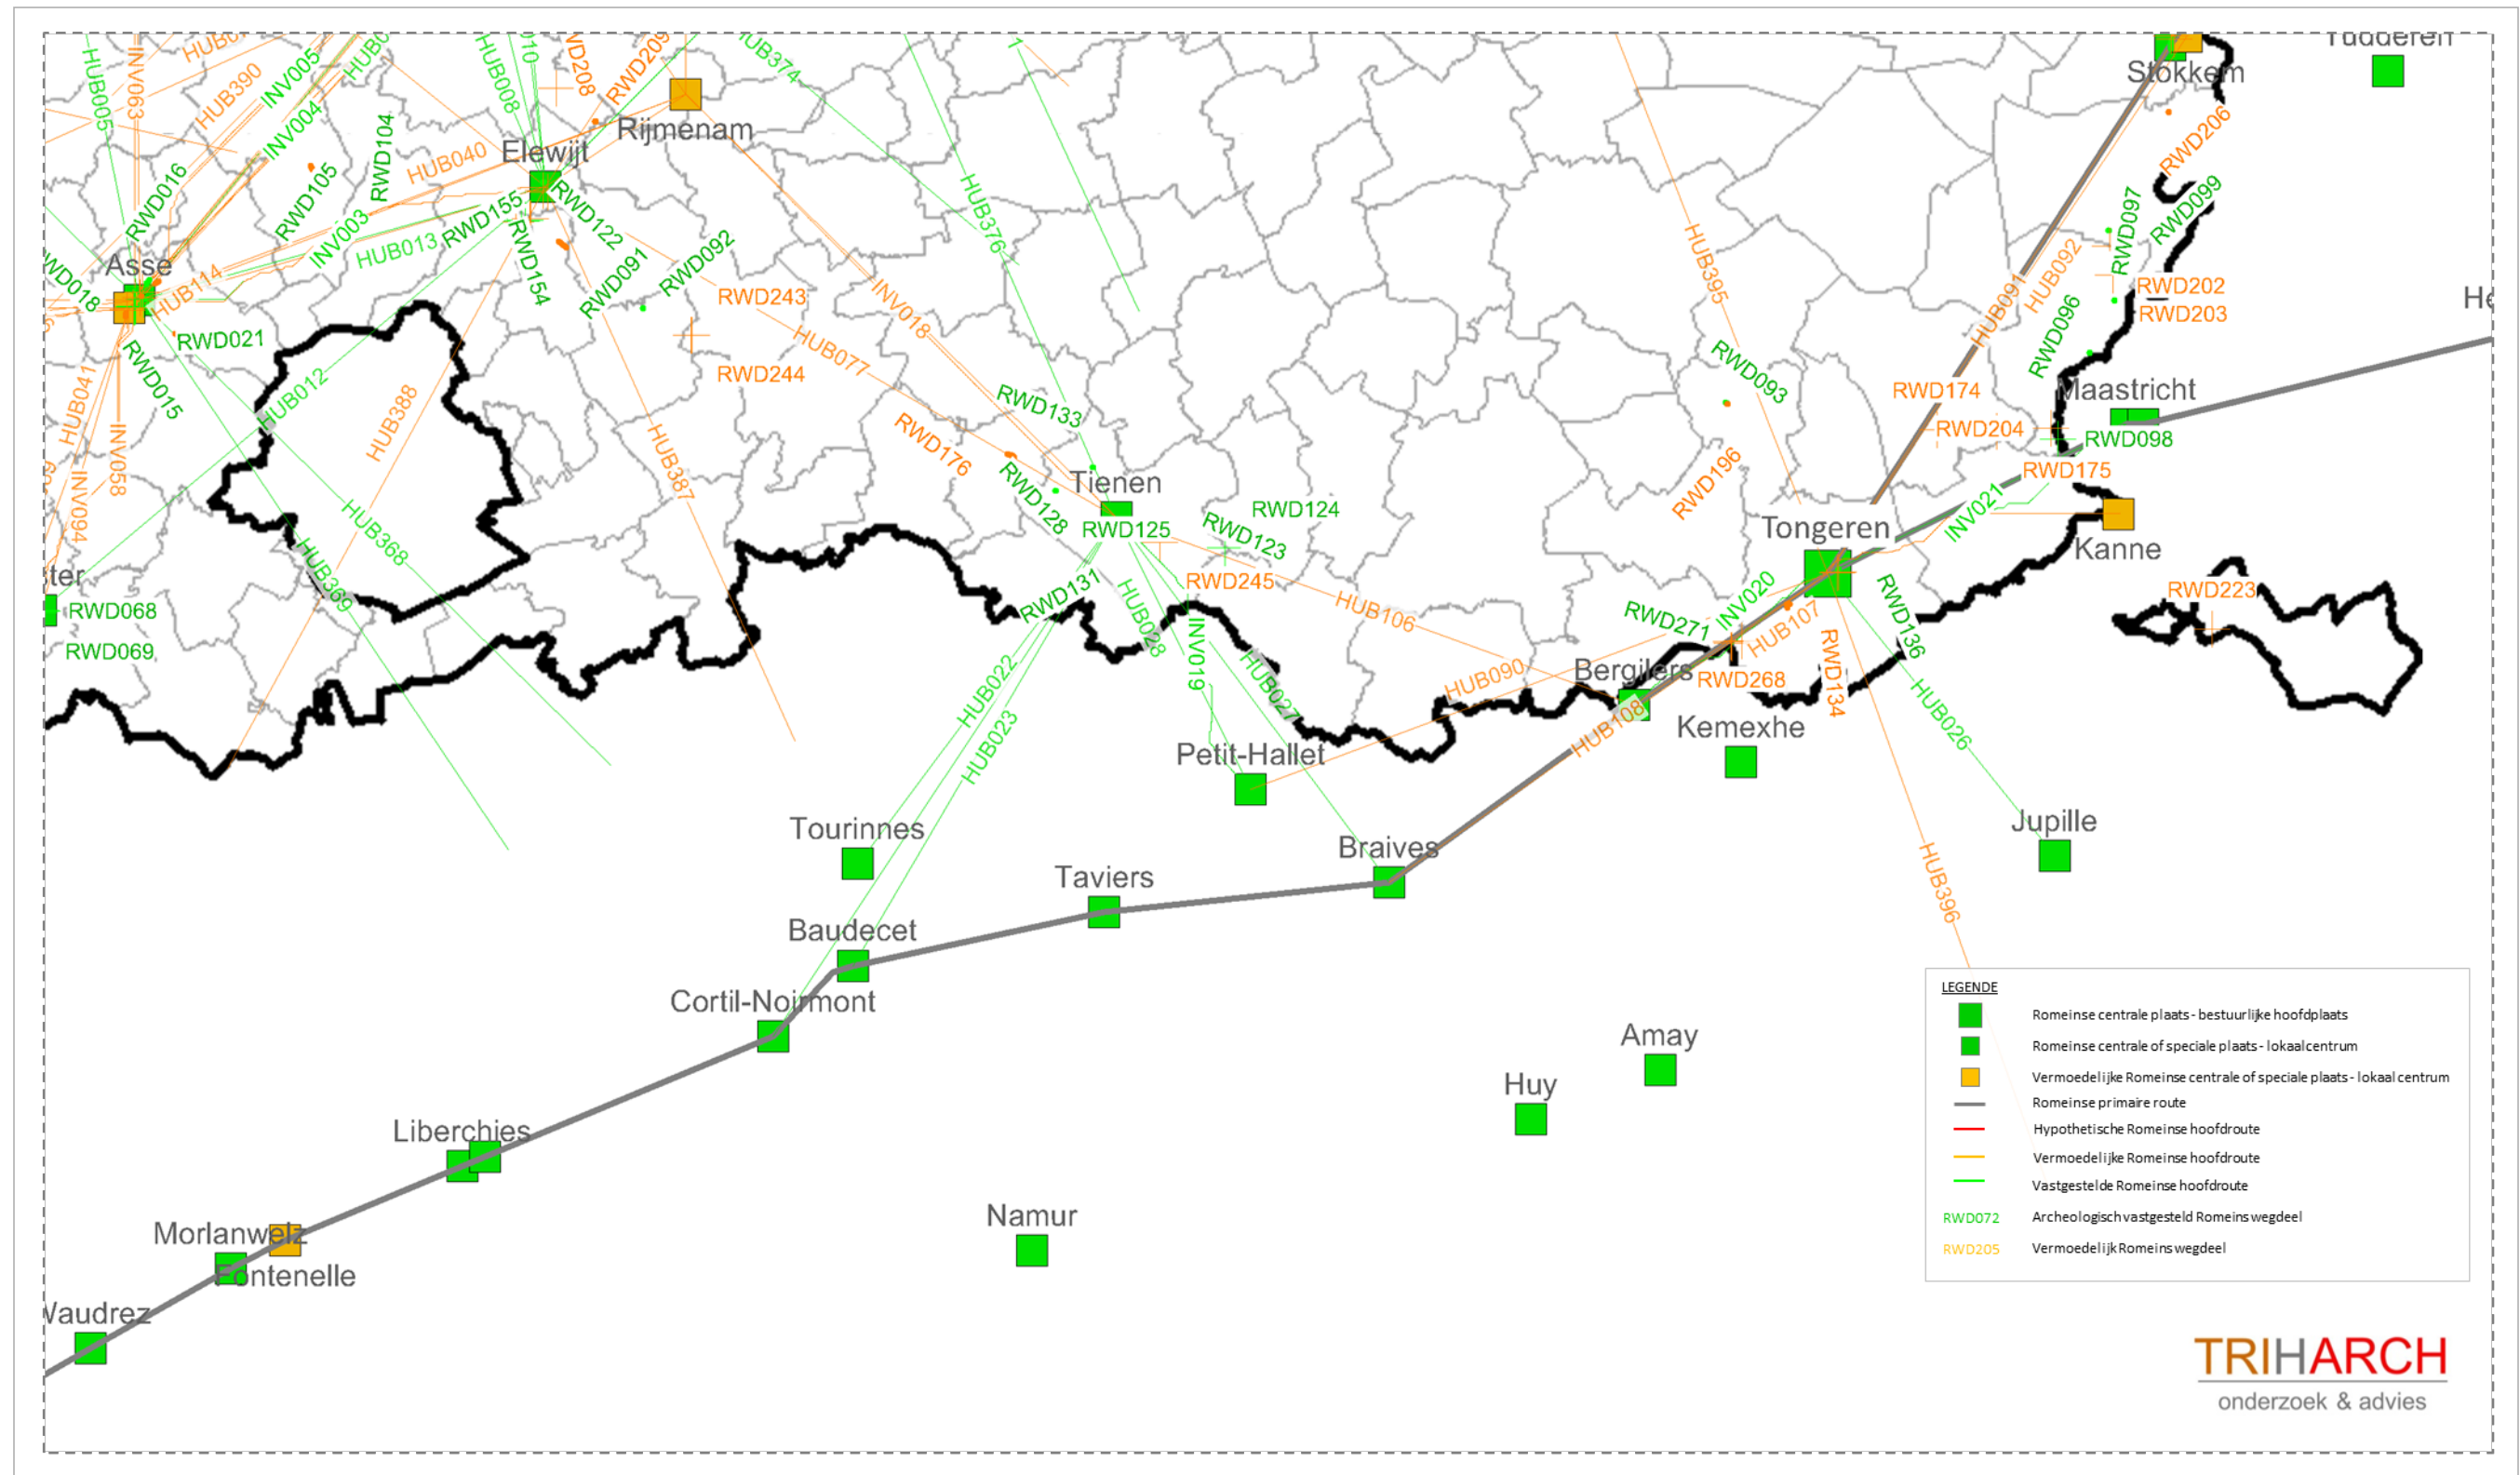 HUB390
INV005
HUB005
INV063
INV004
RWD104
HUB008
RWD209
HUB374
Rijmenam
Elewijt
HUB040
RWD016
RWD105
INV003
HUB013
RWD155
RWD122
RWD154
RWD091
RWD092
Asse
HUB114
RWD021
RWD015
HUB041
INV058
INV064
HUB012
HUB388
HUB368
HUB369
HUB387
RWD243
RWD244
HUB077
INV018
HUB376
RWD133
RWD176
RWD128
Tienen
RWD125
RWD123
RWD124
RWD245
RWD131
HUB028
INV019
HUB027
HUB022
HUB023
HUB106
HUB090
HUB395
RWD093
RWD196
Stokkem
RWD206
RWD097
RWD099
HUB091
HUB092
RWD202
RWD203
RWD096
Maastricht
RWD174
RWD204
RWD098
RWD175
INV021
Tongeren
Kanne
RWD223
INV020
RWD271
HUB107
RWD136
RWD134
RWD268
Bergilers
HUB108
Kemexhe
HUB026
HUB396
Jupille
RWD068
RWD069
Petit-Hallet
Tourinnes
Braives
Taviers
Baudecet
Cortil-Noirmont
Amay
Huy
Liberchies
Namur
Morlanwelz
Fontenelle
LEGENDE
Romeinse centrale plaats - bestuurlijke hoofdplaats
Romeinse centrale of speciale plaats - lokaal centrum
Vermoedelijke Romeinse centrale of speciale plaats - lokaal centrum
Romeinse primaire route
Hypothetische Romeinse hoofdroute
Vermoedelijke Romeinse hoofdroute
Vastgestelde Romeinse hoofdroute
RWD072 Archeologisch vastgesteld Romeins wegdeel
RWD205 Vermoedelijk Romeins wegdeel
TRIHARCH
onderzoek & advies